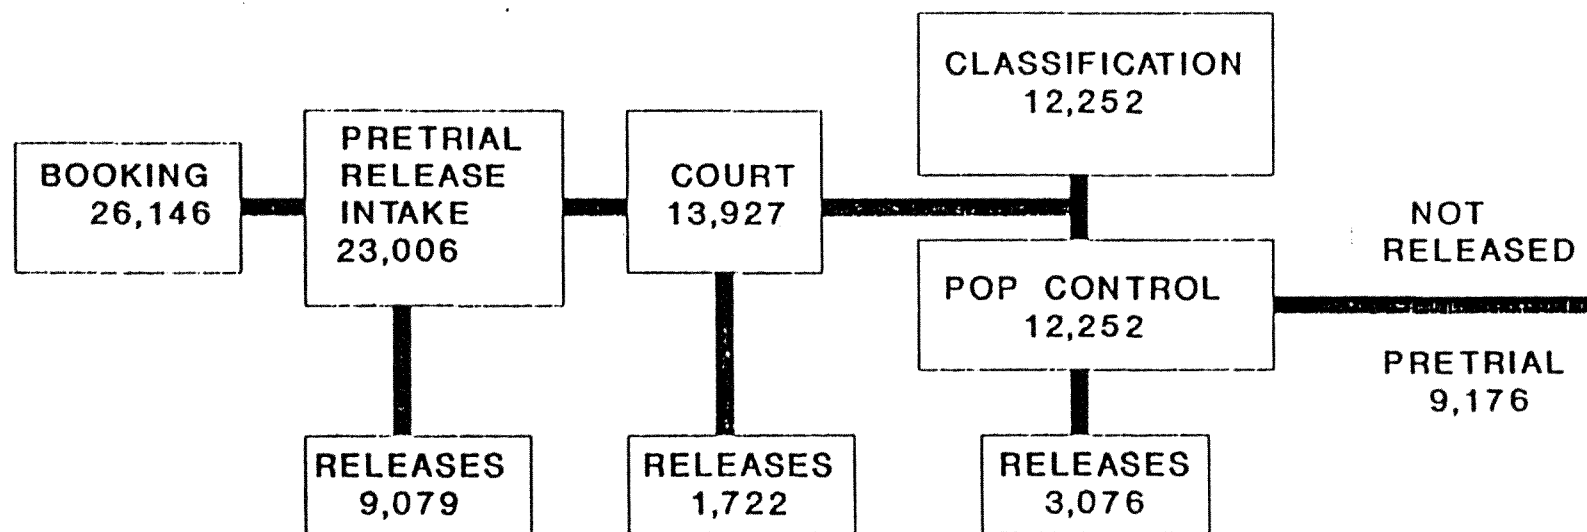 BOOKING
26,146
PRETRIAL
RELEASE
INTAKE
23,006
COURT
13,927
CLASSIFICATION
12,252
POP CONTROL
12,252
NOT
RELEASED
PRETRIAL
9,176
RELEASES
9,079
RELEASES
1,722
RELEASES
3,076